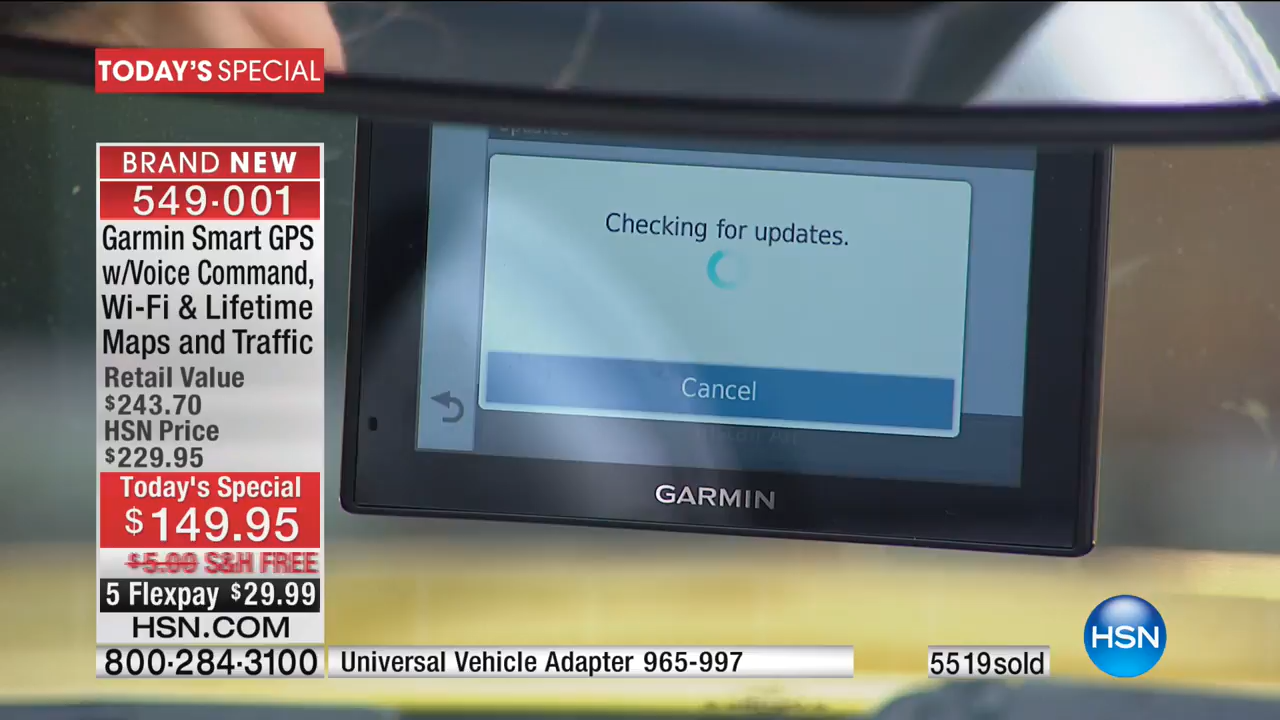 TODAY'S SPECIAL
BRAND NEW
549·001
Garmin Smart GPS
w/Voice Command,
Wi-Fi & Lifetime
Maps and Traffic
Retail Value
$243.70
HSN Price
$229.95
Today's Special
$149.95
$5.00 S&H FREE
5 Flexpay $29.99
HSN.COM
800·284·3100
Universal Vehicle Adapter 965-997
5519sold
HSN
Updates
Checking for updates.
Cancel
GARMIN